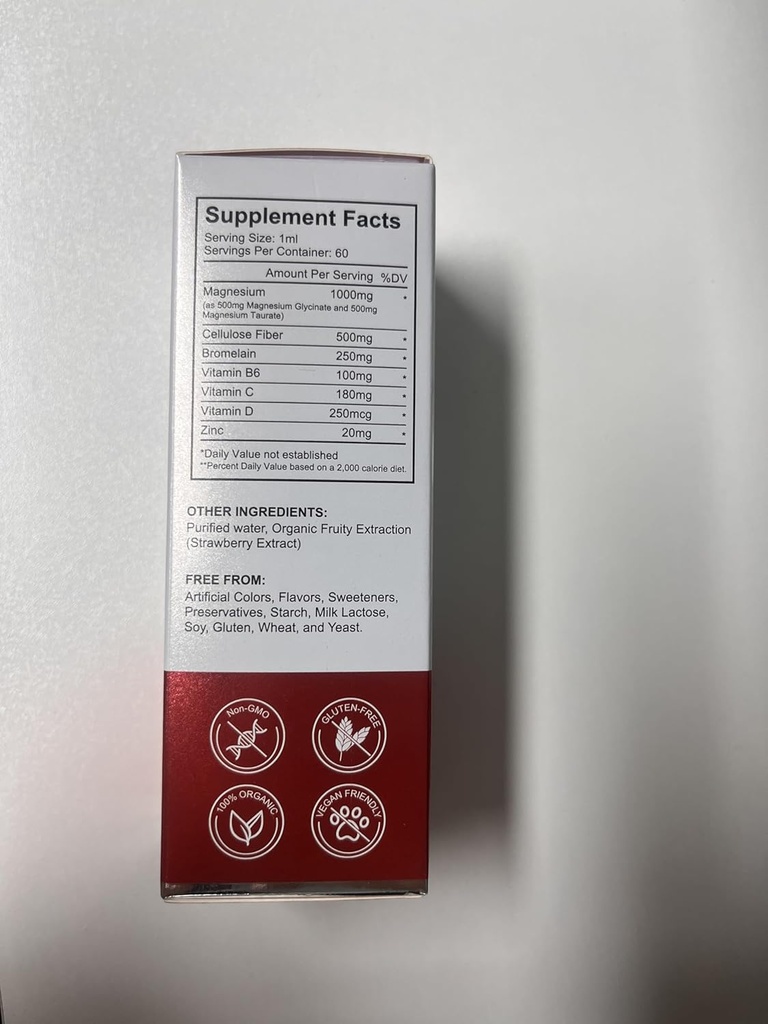 Supplement Facts
Serving Size: 1ml
Servings Per Container: 60
Amount Per Serving %DV
Magnesium 1000mg *
(as 500mg Magnesium Glycinate and 500mg
Magnesium Taurate)
Cellulose Fiber 500mg *
Bromelain 250mg *
Vitamin B6 100mg *
Vitamin C 180mg *
Vitamin D 250mcg *
Zinc 20mg *
*Daily Value not established
**Percent Daily Value based on a 2,000 calorie diet.
OTHER INGREDIENTS:
Purified water, Organic Fruity Extraction
(Strawberry Extract)
FREE FROM:
Artificial Colors, Flavors, Sweeteners,
Preservatives, Starch, Milk Lactose,
Soy, Gluten, Wheat, and Yeast.
Non-GMO
GLUTEN-FREE
100% ORGANIC
VEGAN FRIENDLY